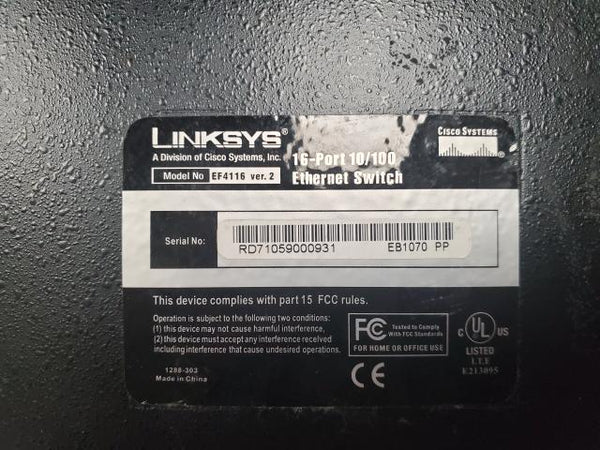 LINKSYS®
A Division of Cisco Systems, Inc.
CISCO SYSTEMS
®
16-Port 10/100
Ethernet Switch
Model No EF4116 ver. 2
Serial No:
RD71059000931 EB1070 PP
This device complies with part 15 FCC rules.
Operation is subject to the following two conditions:
(1) this device may not cause harmful interference,
(2) this device must accept any interference received
including interference that cause undesired operations.
FC Tested to Comply
With FCC Standards
FOR HOME OR OFFICE USE
CE
C UL US
®
LISTED
I.T.E
E213095
1288-303
Made in China